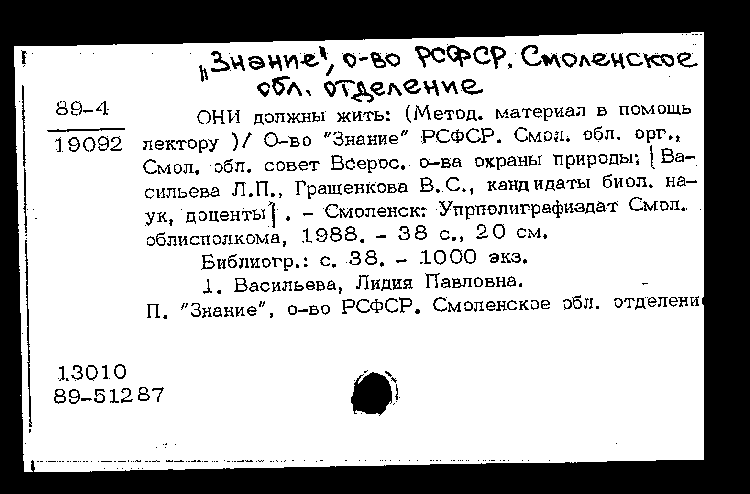 „Знание", о-во РСФСР. Смоленское
обл. отделение
89-4
19092
ОНИ должны жить: (Метод. материал в помощь
лектору )/ О-во "Знание" РСФСР. Смол. обл. орг.,
Смол. обл. совет Всерос. о-ва охраны природы; [Ва-
сильева Л.П., Гращенкова В.С., кандидаты биол. на-
ук, доценты] . - Смоленск: Упрполиграфиздат Смол.
облисполкома, 1988. - 38 с., 20 см.
Библиогр.: с. 38. - 1000 экз.
1. Васильева, Лидия Павловна.
П. "Знание", о-во РСФСР. Смоленское обл. отделени
13010
89-51287